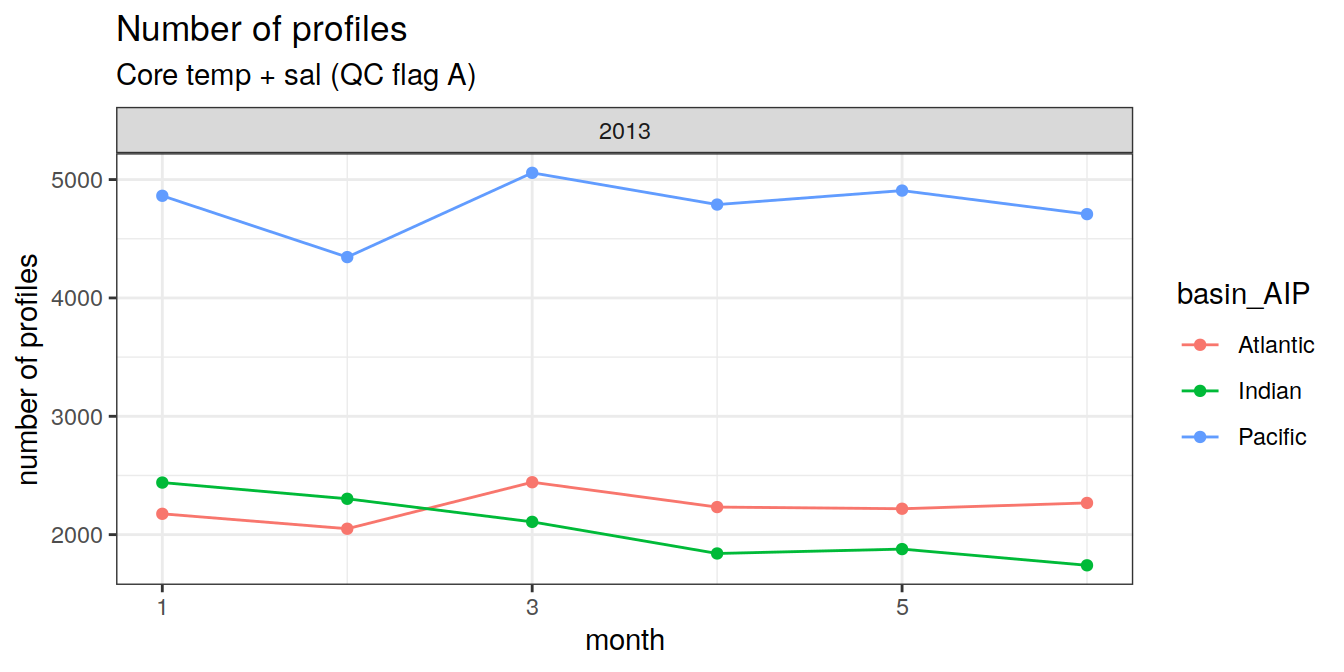 Number of profiles
Core temp + sal (QC flag A)
2013
5000
4000
3000
2000
number of profiles
1 3 5
month
basin_AIP
Atlantic
Indian
Pacific